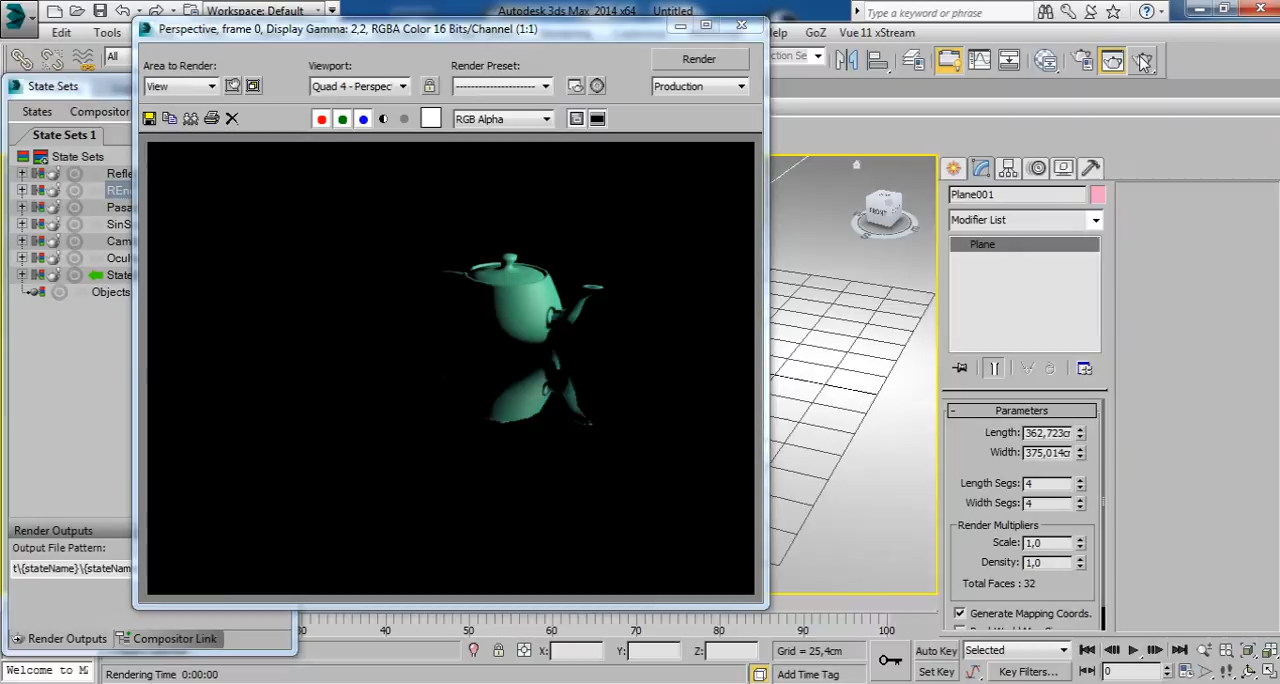 Workspace: Default
Autodesk 3ds Max 2014 x64 Untitled
Type a keyword or phrase
Edit Tools
Help GoZ Vue 11 xStream
Perspective, frame 0, Display Gamma: 2,2, RGBA Color 16 Bits/Channel (1:1)
All
State Sets
States Compositor
State Sets 1
State Sets
Refle
REn
Pasa
SinS
Cam
Ocul
State
Objects
Render Outputs
Output File Pattern:
t\{stateName}\{stateNam
Render Outputs Compositor Link
Area to Render:
Viewport:
Render Preset:
Render
View
Quad 4 - Perspec
--------------------
Production
RGB Alpha
FRONT
Plane001
Modifier List
Plane
Parameters
Length: 362,723cr
Width: 375,014cr
Length Segs: 4
Width Segs: 4
Render Multipliers
Scale: 1,0
Density: 1,0
Total Faces : 32
Generate Mapping Coords.
30 40 50 60 70 80 90 100
X: Y: Z: Grid = 25,4cm
Auto Key Selected
Set Key Key Filters... 0
Welcome to M
Rendering Time 0:00:00
Add Time Tag